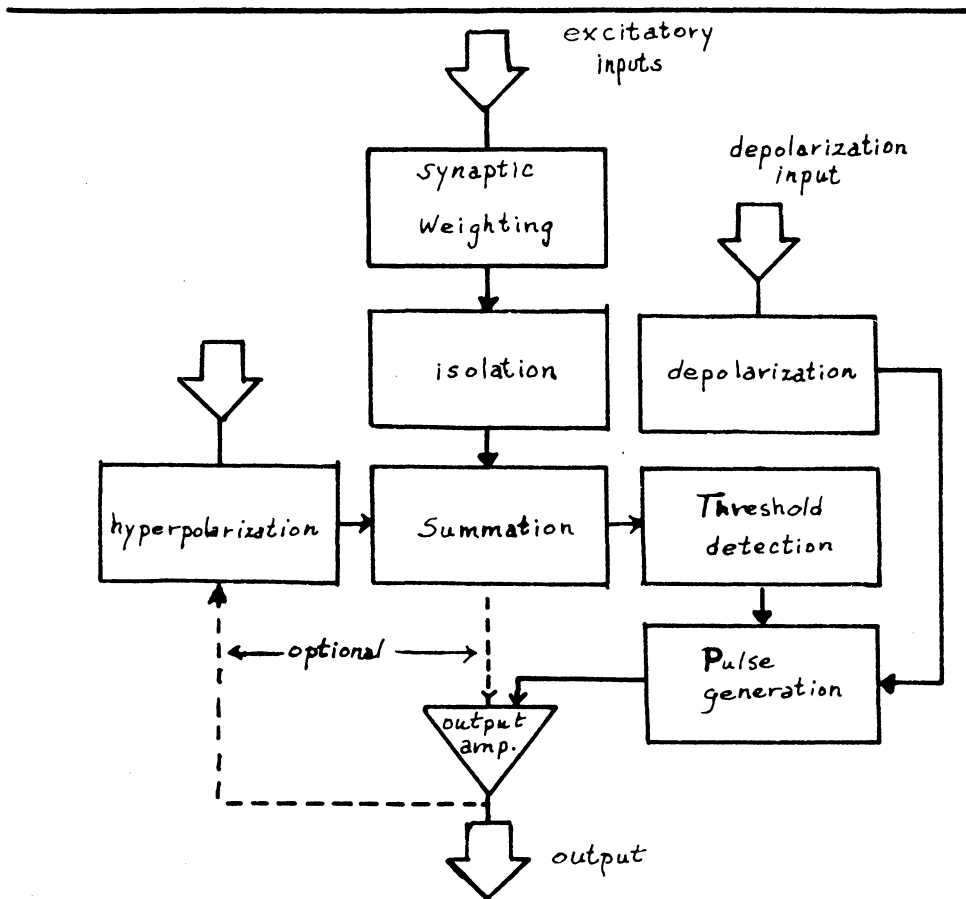 excitatory
inputs
synaptic
Weighting
depolarization
input
isolation
depolarization
hyperpolarization
Summation
Threshold
detection
optional
Pulse
generation
output
amp.
output